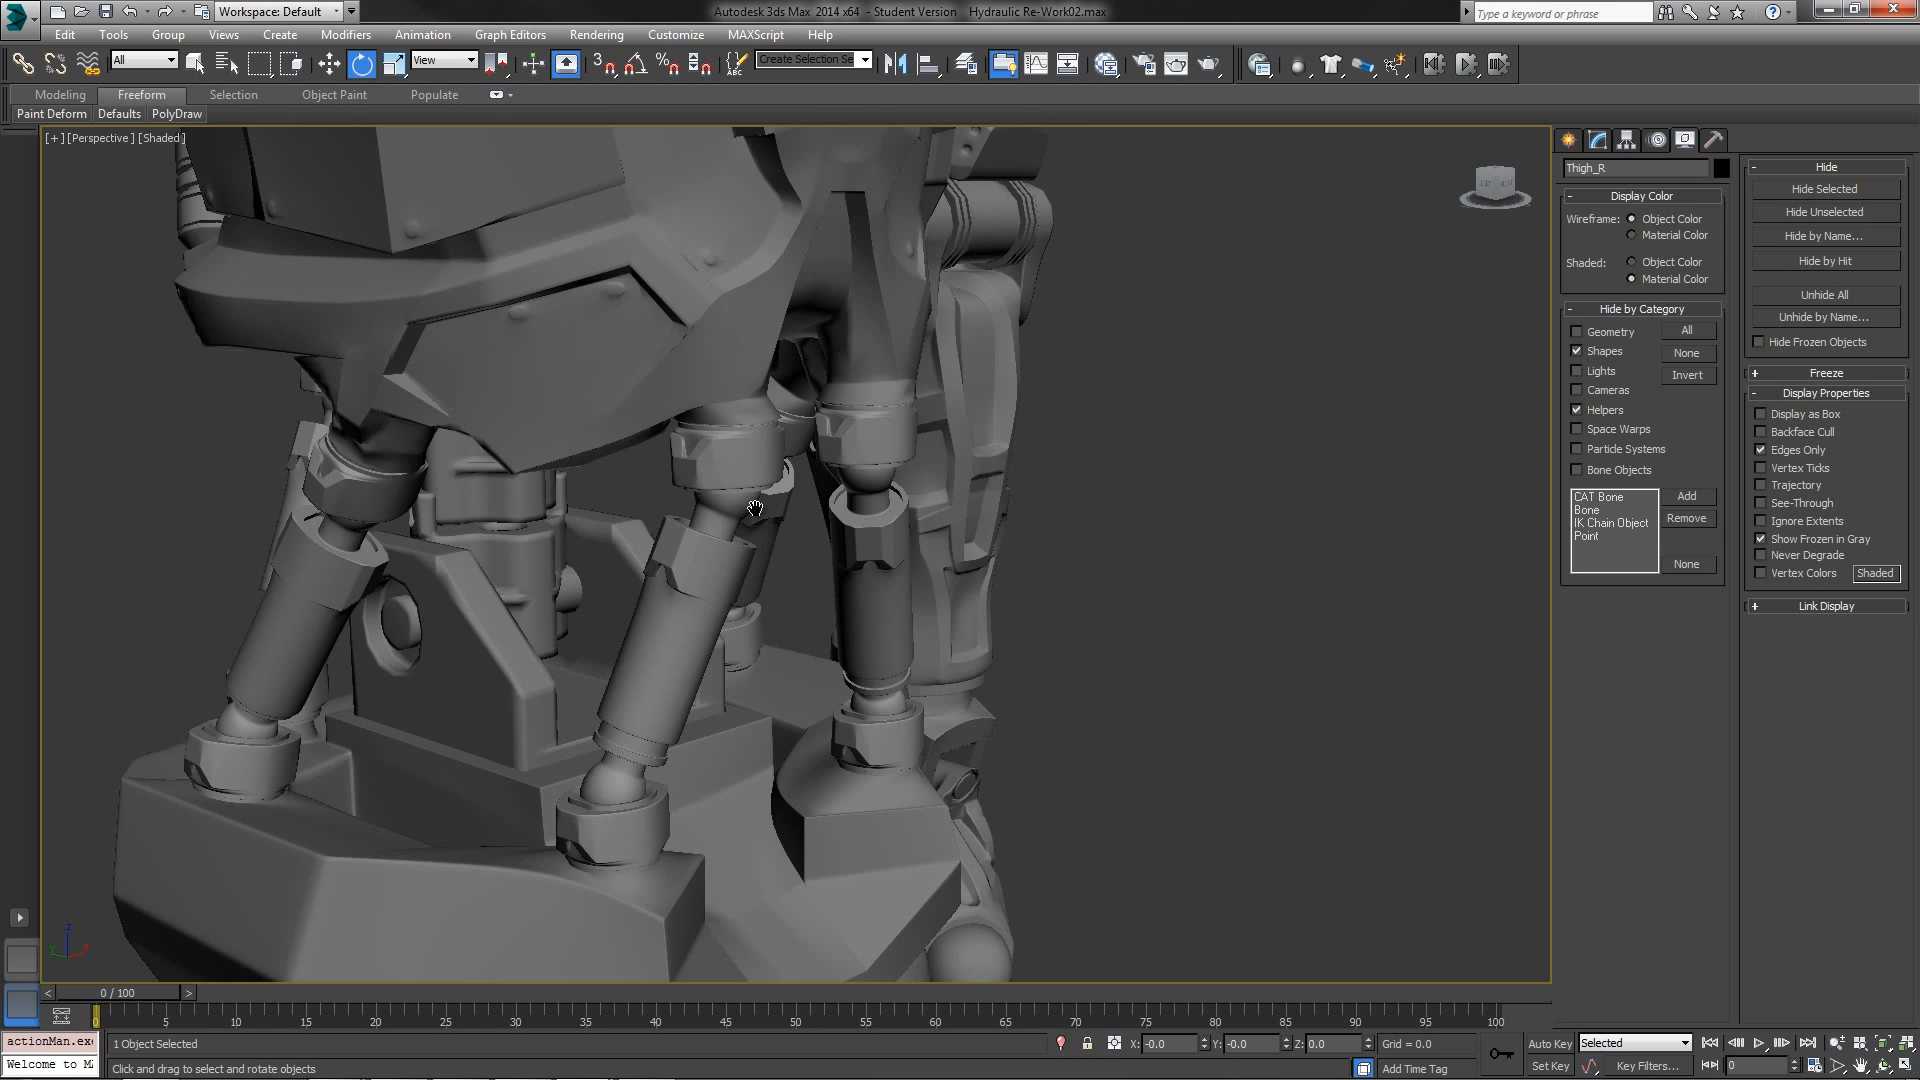 Workspace: Default
Autodesk 3ds Max 2014 x64 - Student Version Hydraulic Re-Work02.max
Type a keyword or phrase
Edit Tools Group Views Create Modifiers Animation Graph Editors Rendering Customize MAXScript Help
All
View
Create Selection Se
Modeling Freeform Selection Object Paint Populate
Paint Deform Defaults PolyDraw
[+] [Perspective ] [Shaded ]
Thigh_R
Display Color
Wireframe: Object Color
Material Color
Shaded: Object Color
Material Color
Hide by Category
Geometry All
Shapes None
Lights Invert
Cameras
Helpers
Space Warps
Particle Systems
Bone Objects
CAT Bone Add
Bone
IK Chain Object Remove
Point
None
Hide
Hide Selected
Hide Unselected
Hide by Name...
Hide by Hit
Unhide All
Unhide by Name...
Hide Frozen Objects
Freeze
Display Properties
Display as Box
Backface Cull
Edges Only
Vertex Ticks
Trajectory
See-Through
Ignore Extents
Show Frozen in Gray
Never Degrade
Vertex Colors Shaded
Link Display
0 / 100
0 5 10 15 20 25 30 35 40 45 50 55 60 65 70 75 80 85 90 95 100
actionMan.exe
1 Object Selected X: -0.0 Y: -0.0 Z: 0.0 Grid = 0.0 Auto Key Selected
Welcome to M
Click and drag to select and rotate objects Add Time Tag Set Key Key Filters... 0